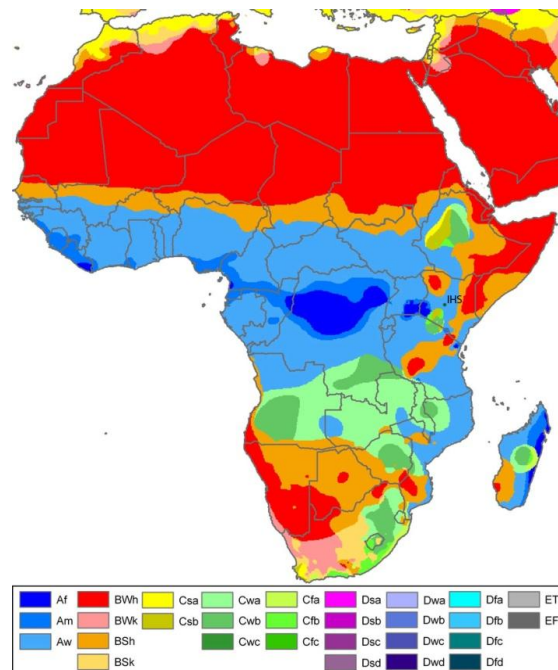 IHS
Af BWh Csa Cwa Cfa Dsa Dwa Dfa ET
Am BWk Csb Cwb Cfb Dsb Dwb Dfb EF
Aw BSh Cwc Cfc Dsc Dwc Dfc
BSk Dsd Dwd Dfd